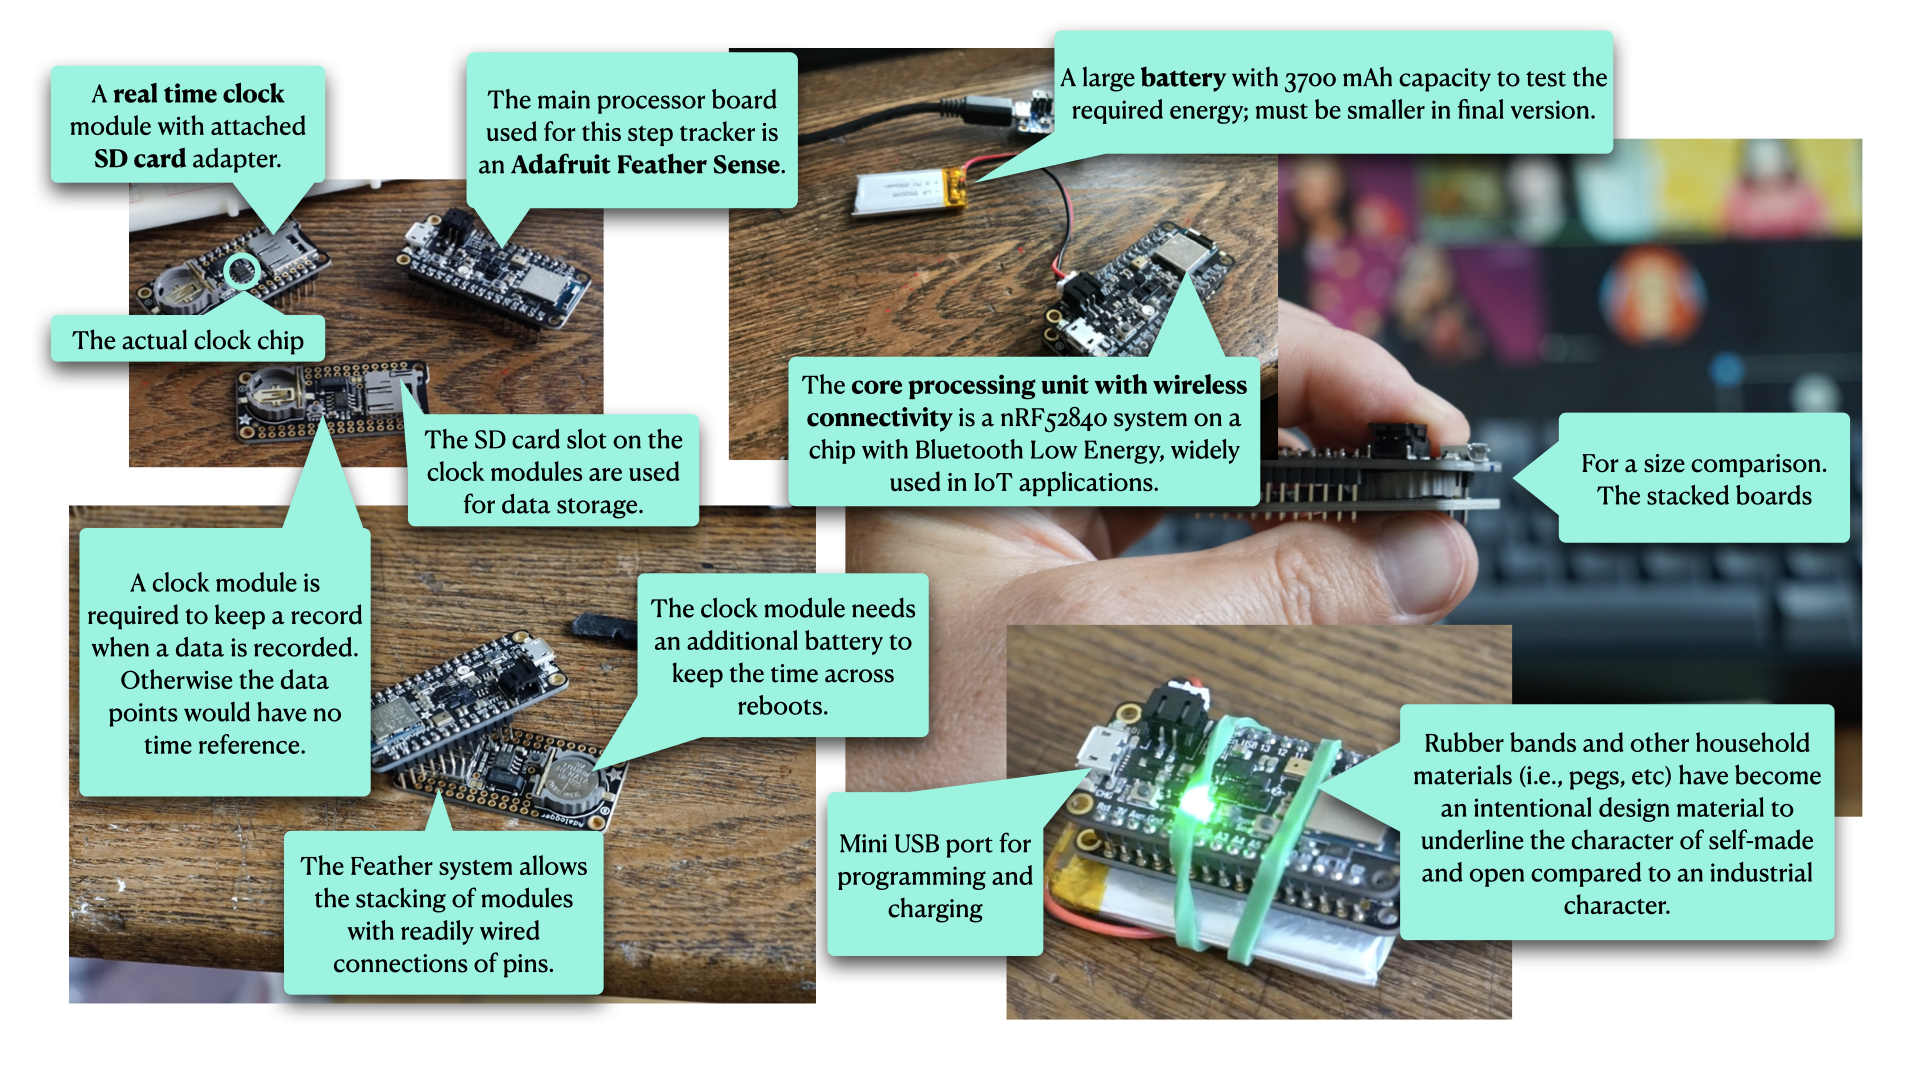 A real time clock
module with attached
SD card adapter.
The main processor board
used for this step tracker is
an Adafruit Feather Sense.
A large battery with 3700 mAh capacity to test the
required energy; must be smaller in final version.
The actual clock chip
The SD card slot on the
clock modules are used
for data storage.
The core processing unit with wireless
connectivity is a nRF52840 system on a
chip with Bluetooth Low Energy, widely
used in IoT applications.
For a size comparison.
The stacked boards
A clock module is
required to keep a record
when a data is recorded.
Otherwise the data
points would have no
time reference.
The clock module needs
an additional battery to
keep the time across
reboots.
Adalogger
The Feather system allows
the stacking of modules
with readily wired
connections of pins.
Mini USB port for
programming and
charging
Rubber bands and other household
materials (i.e., pegs, etc) have become
an intentional design material to
underline the character of self-made
and open compared to an industrial
character.